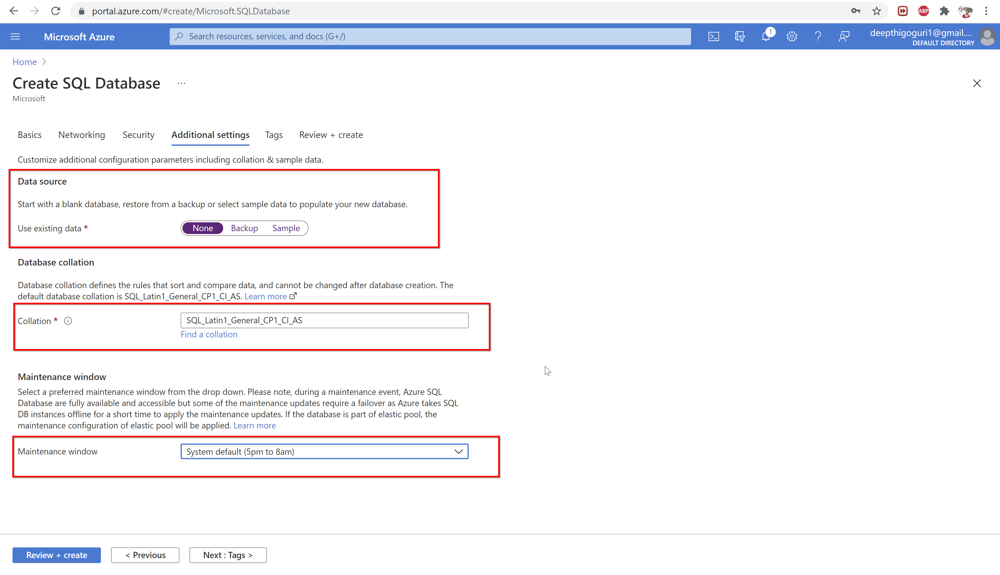 portal.azure.com/#create/Microsoft.SQLDatabase
ABP
Microsoft Azure
Search resources, services, and docs (G+/)
1
deepthigoguri1@gmail....
DEFAULT DIRECTORY
Home >
Create SQL Database ...
Microsoft
Basics Networking Security Additional settings Tags Review + create
Customize additional configuration parameters including collation & sample data.
Data source
Start with a blank database, restore from a backup or select sample data to populate your new database.
Use existing data * None Backup Sample
Database collation
Database collation defines the rules that sort and compare data, and cannot be changed after database creation. The
default database collation is SQL_Latin1_General_CP1_CI_AS. Learn more
Collation * SQL_Latin1_General_CP1_CI_AS
Find a collation
Maintenance window
Select a preferred maintenance window from the drop down. Please note, during a maintenance event, Azure SQL
Database are fully available and accessible but some of the maintenance updates require a failover as Azure takes SQL
DB instances offline for a short time to apply the maintenance updates. If the database is part of elastic pool, the
maintenance configuration of elastic pool will be applied. Learn more
Maintenance window System default (5pm to 8am)
Review + create < Previous Next : Tags >